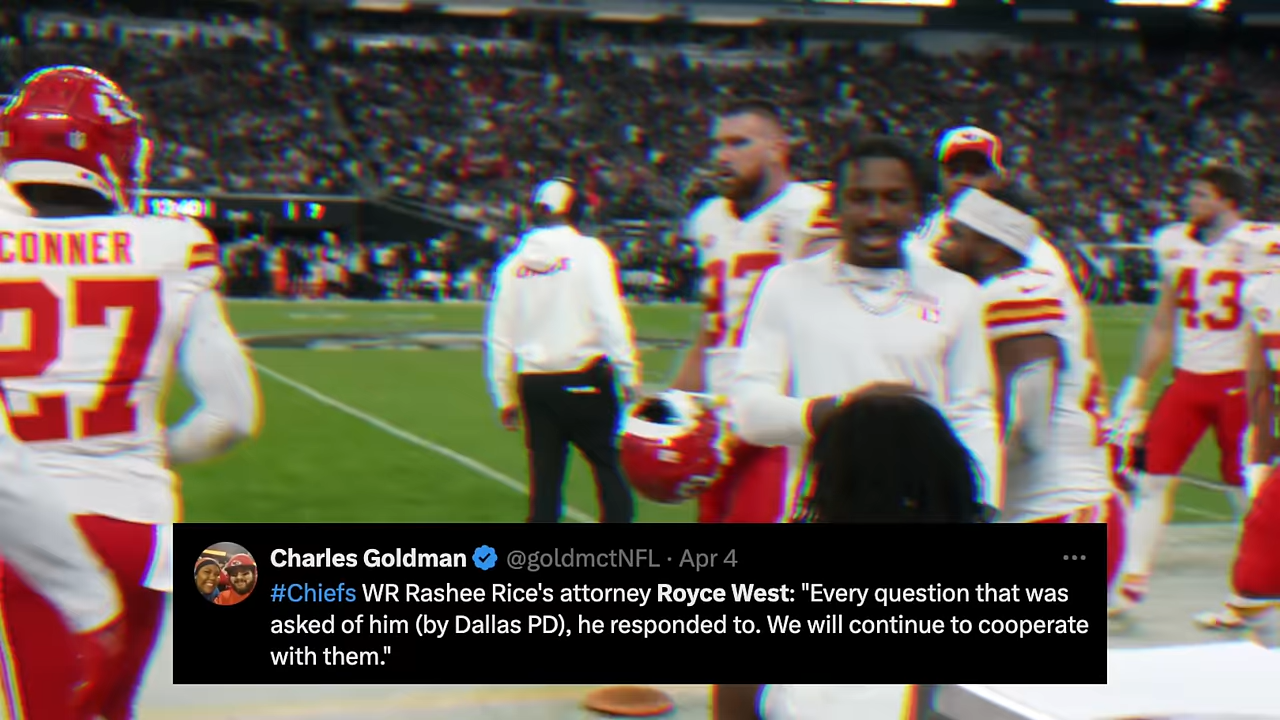 CONNER
27
43
Charles Goldman @goldmctNFL · Apr 4
#Chiefs WR Rashee Rice's attorney Royce West: "Every question that was
asked of him (by Dallas PD), he responded to. We will continue to cooperate
with them."